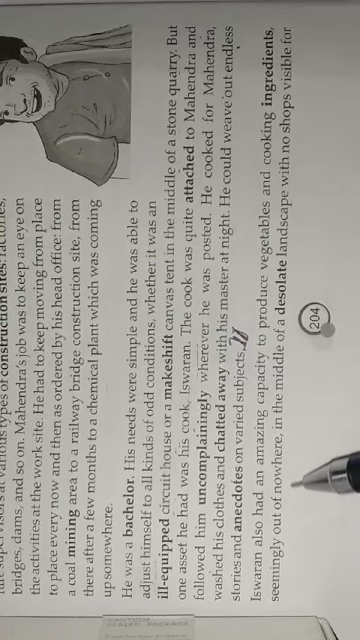 types of construction sites: factories,
bridges, dams, and so on. Mahendra's job was to keep an eye on
the activities at the work site. He had to keep moving from place
to place every now and then as ordered by his head office: from
a coal mining area to a railway bridge construction site, from
there after a few months to a chemical plant which was coming
up somewhere.
He was a bachelor. His needs were simple and he was able to
adjust himself to all kinds of odd conditions, whether it was an
ill-equipped circuit house or a makeshift canvas tent in the middle of a stone quarry. But
one asset he had was his cook, Iswaran. The cook was quite attached to Mahendra and
followed him uncomplainingly wherever he was posted. He cooked for Mahendra,
washed his clothes and chatted away with his master at night. He could weave out endless
stories and anecdotes on varied subjects.
Iswaran also had an amazing capacity to produce vegetables and cooking ingredients,
seemingly out of nowhere, in the middle of a desolate landscape with no shops visible for
204